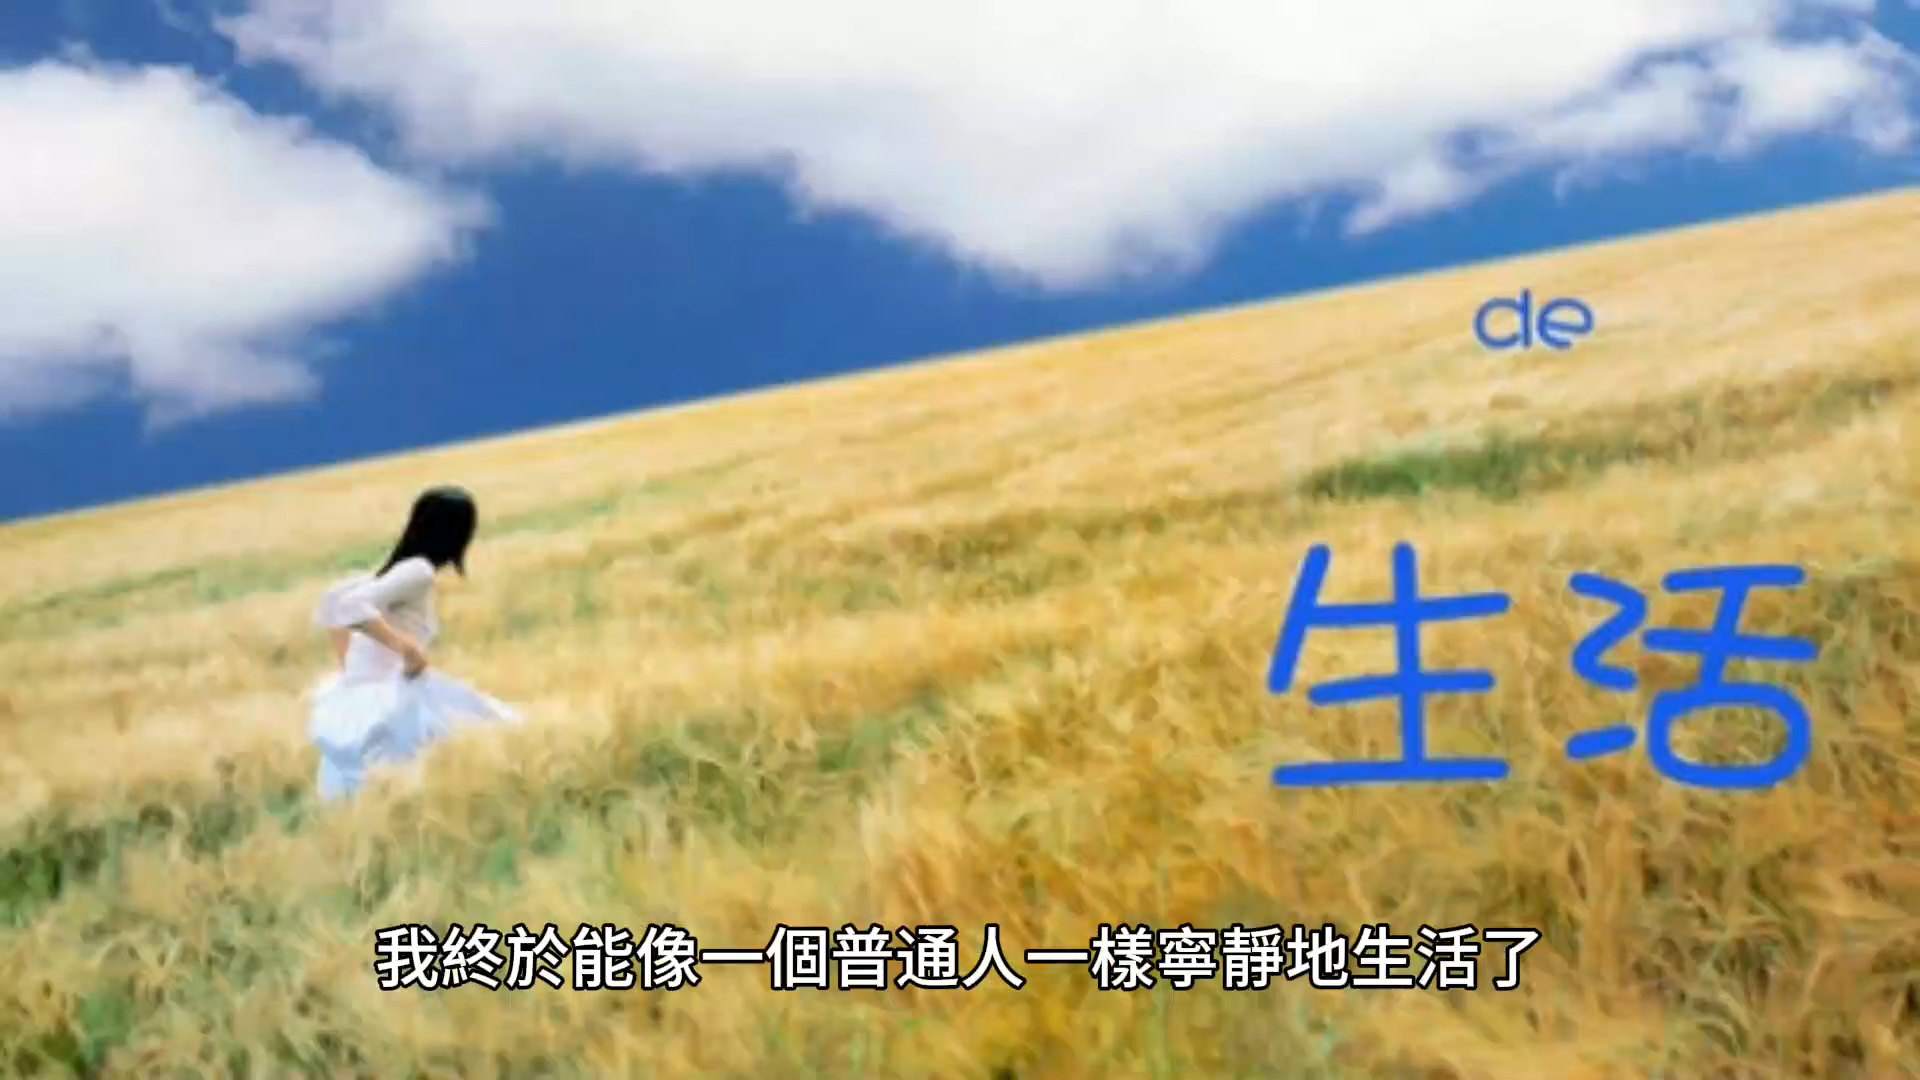 de
生活
我終於能像一個普通人一樣寧靜地生活了